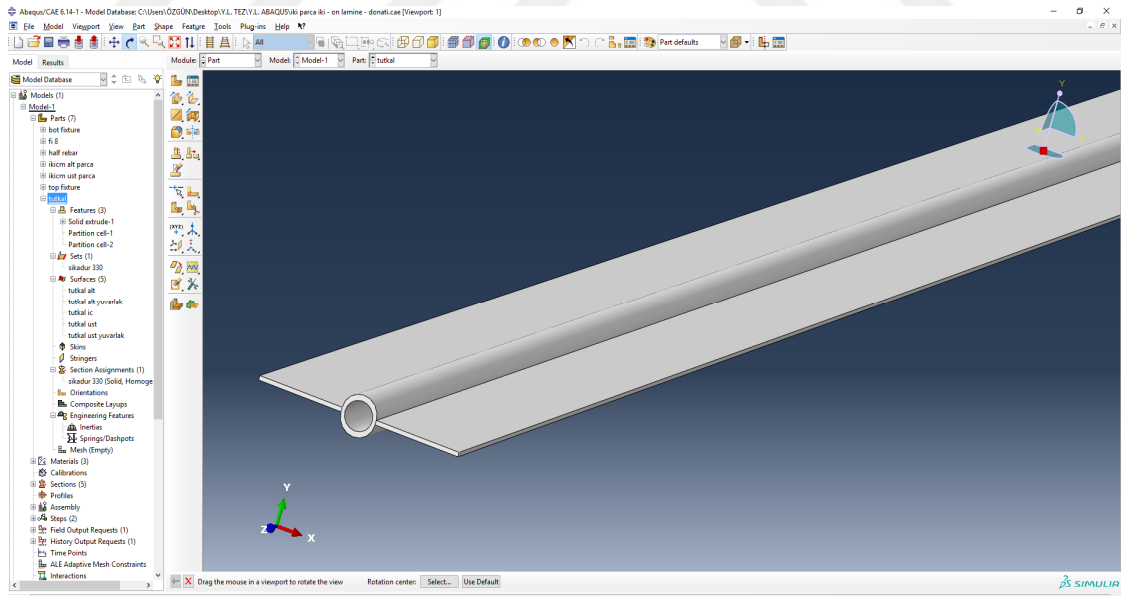 Abaqus/CAE 6.14-1 - Model Database: C:\Users\ÖZGÜN\Desktop\Y.L. TEZ\Y.L. ABAQUS\iki parca iki - on lamine - donati.cae [Viewport: 1]
File Model Viewport View Part Shape Feature Tools Plug-ins Help
All Part defaults
Model Results Module: Part Model: Model-1 Part: tutkal
Model Database
Models (1)
Model-1
Parts (7)
bot fixture
fi 8
half rebar
ikicm alt parca
ikicm ust parca
top fixture
tutkal
Features (3)
Solid extrude-1
Partition cell-1
Partition cell-2
Sets (1)
sikadur 330
Surfaces (5)
tutkal alt
tutkal alt yuvarlak
tutkal ic
tutkal ust
tutkal ust yuvarlak
Skins
Stringers
Section Assignments (1)
sikadur 330 (Solid, Homoge
Orientations
Composite Layups
Engineering Features
Inertias
Springs/Dashpots
Mesh (Empty)
Materials (3)
Calibrations
Sections (5)
Profiles
Assembly
Steps (2)
Field Output Requests (1)
History Output Requests (1)
Time Points
ALE Adaptive Mesh Constraints
Interactions
(XYZ)
Y
Y
Z
X
Drag the mouse in a viewport to rotate the view Rotation center: Select... Use Default
SIMULIA